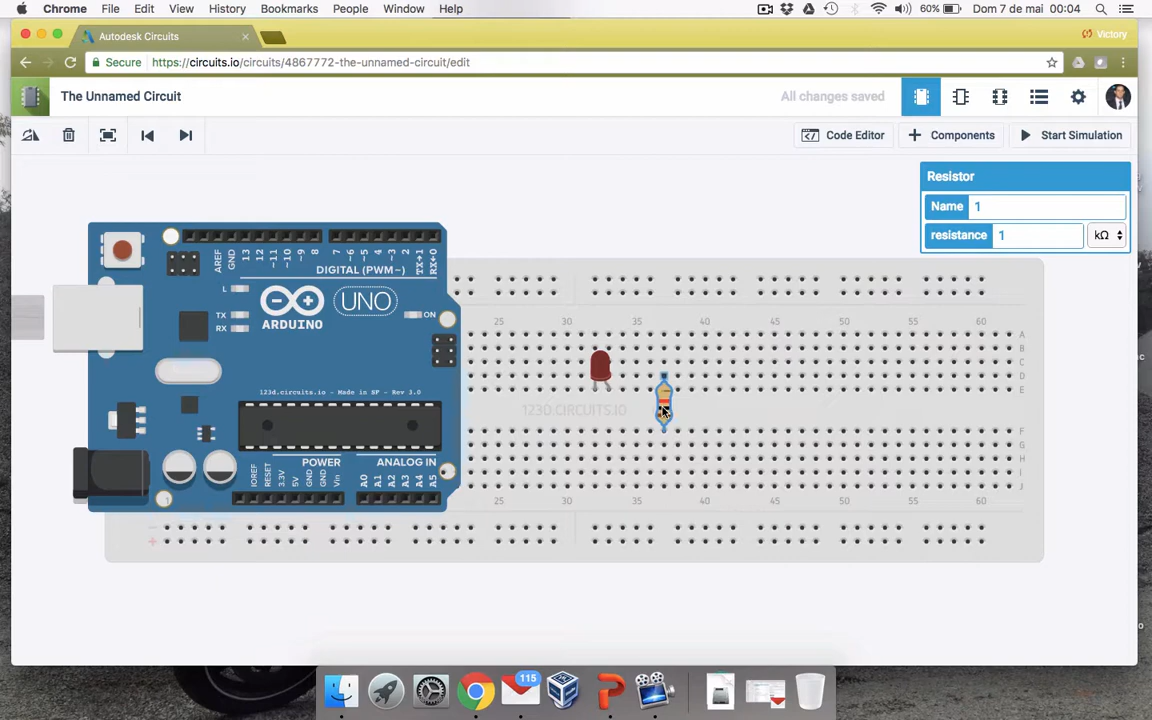 Chrome File Edit View History Bookmarks People Window Help 60% Dom 7 de mai 00:04
Autodesk Circuits × Victory
Secure https://circuits.io/circuits/4867772-the-unnamed-circuit/edit
The Unnamed Circuit All changes saved
Code Editor + Components Start Simulation
Resistor
Name 1
resistance 1 kΩ
AREF GND 13 12 ~11 ~10 ~9 8 7 ~6 ~5 4 ~3 2 TX→1 RX←0
DIGITAL (PWM~)
L
TX
RX
ARDUINO
UNO
ON
123d.circuits.io - Made in SF - Rev 3.0
POWER ANALOG IN
IOREF RESET 3.3V 5V GND GND Vin A0 A1 A2 A3 A4 A5
25 30 35 40 45 50 55 60
A
B
C
D
E
123D.CIRCUITS.IO
F
G
H
I
J
25 30 35 40 45 50 55 60
115